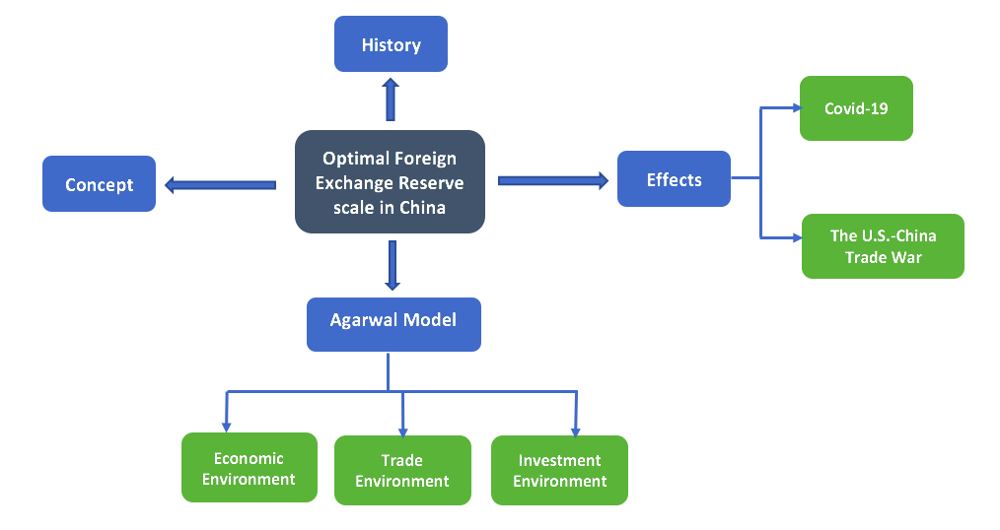 History
Optimal Foreign
Exchange Reserve
scale in China
Concept
Effects
Covid-19
The U.S.-China
Trade War
Agarwal Model
Economic
Environment
Trade
Environment
Investment
Environment